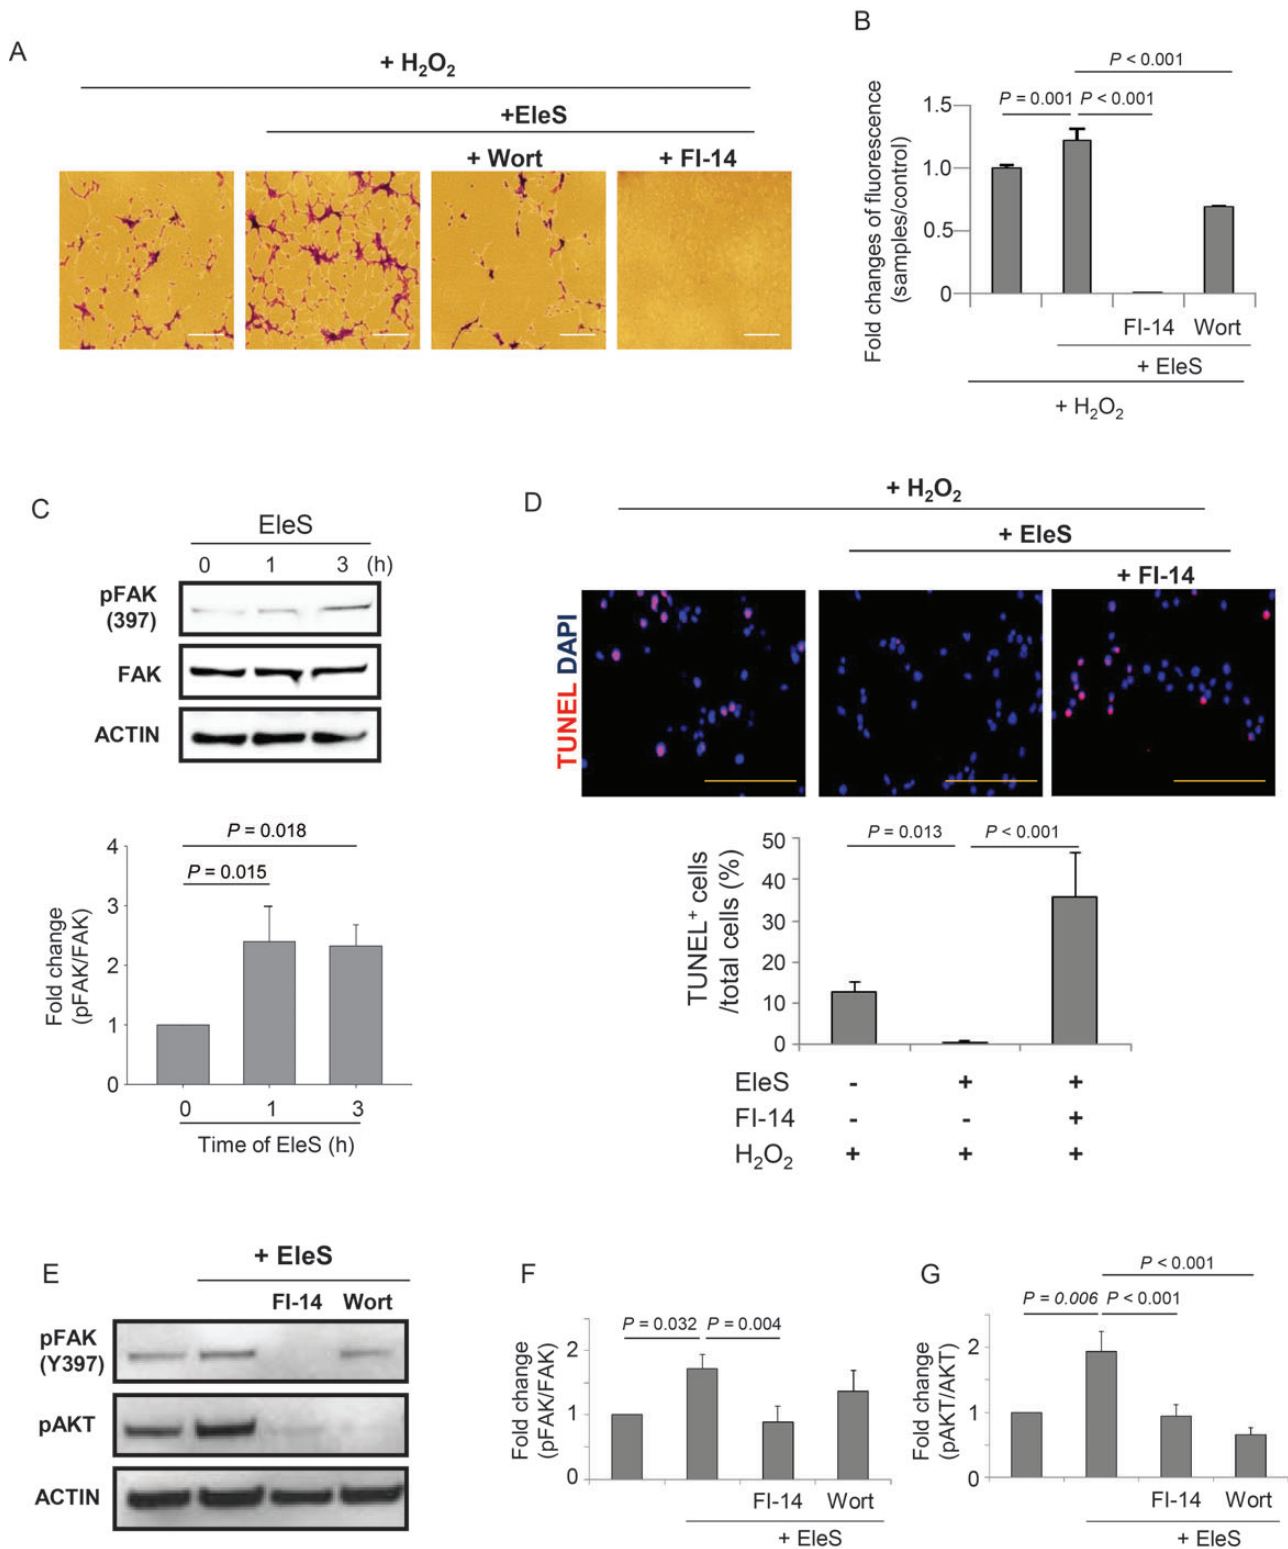 A
+ H₂O₂
+EleS
+ Wort + FI-14
B
P < 0.001
P = 0.001 P < 0.001
Fold changes of fluorescence
(samples/control)
1.5
1.0
0.5
0
FI-14 Wort
+ EleS
+ H₂O₂
C
EleS
0 1 3 (h)
pFAK
(397)
FAK
ACTIN
P = 0.018
P = 0.015
Fold change
(pFAK/FAK)
4
3
2
1
0
0 1 3
Time of EleS (h)
D
+ H₂O₂
+ EleS
+ FI-14
TUNEL DAPI
P = 0.013 P < 0.001
TUNEL⁺ cells
/total cells (%)
50
40
30
20
10
0
EleS - + +
FI-14 - - +
H₂O₂ + + +
E
+ EleS
FI-14 Wort
pFAK
(Y397)
pAKT
ACTIN
F
P = 0.032 P = 0.004
Fold change
(pFAK/FAK)
2
1
0
FI-14 Wort
+ EleS
G
P < 0.001
P = 0.006 P < 0.001
Fold change
(pAKT/AKT)
2
1
0
FI-14 Wort
+ EleS